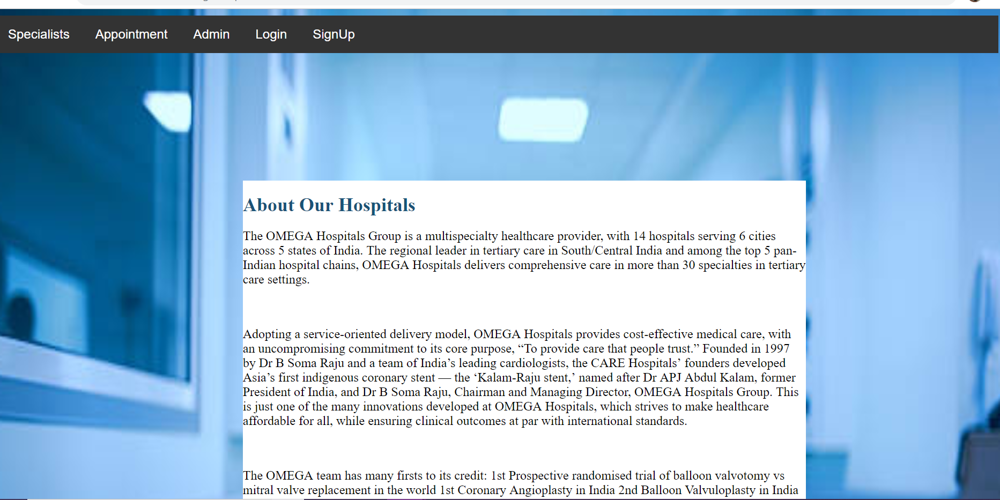 Specialists Appointment Admin Login SignUp
About Our Hospitals
The OMEGA Hospitals Group is a multispecialty healthcare provider, with 14 hospitals serving 6 cities
across 5 states of India. The regional leader in tertiary care in South/Central India and among the top 5 pan-
Indian hospital chains, OMEGA Hospitals delivers comprehensive care in more than 30 specialties in tertiary
care settings.
Adopting a service-oriented delivery model, OMEGA Hospitals provides cost-effective medical care, with
an uncompromising commitment to its core purpose, “To provide care that people trust.” Founded in 1997
by Dr B Soma Raju and a team of India’s leading cardiologists, the CARE Hospitals’ founders developed
Asia’s first indigenous coronary stent — the ‘Kalam-Raju stent,’ named after Dr APJ Abdul Kalam, former
President of India, and Dr B Soma Raju, Chairman and Managing Director, OMEGA Hospitals Group. This
is just one of the many innovations developed at OMEGA Hospitals, which strives to make healthcare
affordable for all, while ensuring clinical outcomes at par with international standards.
The OMEGA team has many firsts to its credit: 1st Prospective randomised trial of balloon valvotomy vs
mitral valve replacement in the world 1st Coronary Angioplasty in India 2nd Balloon Valvuloplasty in India